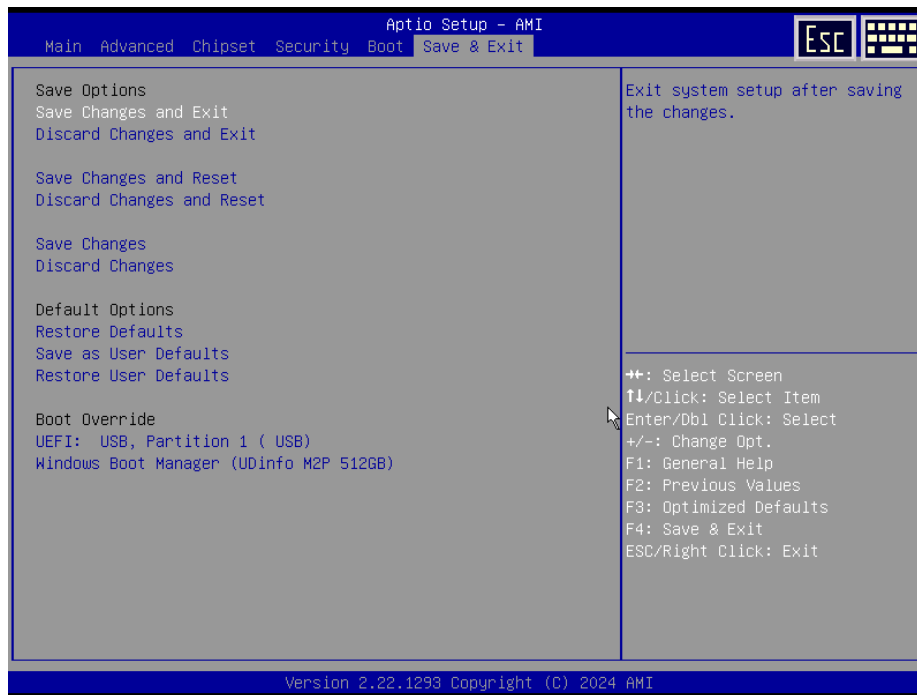 Aptio Setup – AMI
Main Advanced Chipset Security Boot Save & Exit
Esc
Save Options
Save Changes and Exit
Discard Changes and Exit
Save Changes and Reset
Discard Changes and Reset
Save Changes
Discard Changes
Default Options
Restore Defaults
Save as User Defaults
Restore User Defaults
Boot Override
UEFI:  USB, Partition 1 ( USB)
Windows Boot Manager (UDinfo M2P 512GB)
Exit system setup after saving
the changes.
→←: Select Screen
↑↓/Click: Select Item
Enter/Dbl Click: Select
+/-: Change Opt.
F1: General Help
F2: Previous Values
F3: Optimized Defaults
F4: Save & Exit
ESC/Right Click: Exit
Version 2.22.1293 Copyright (C) 2024 AMI